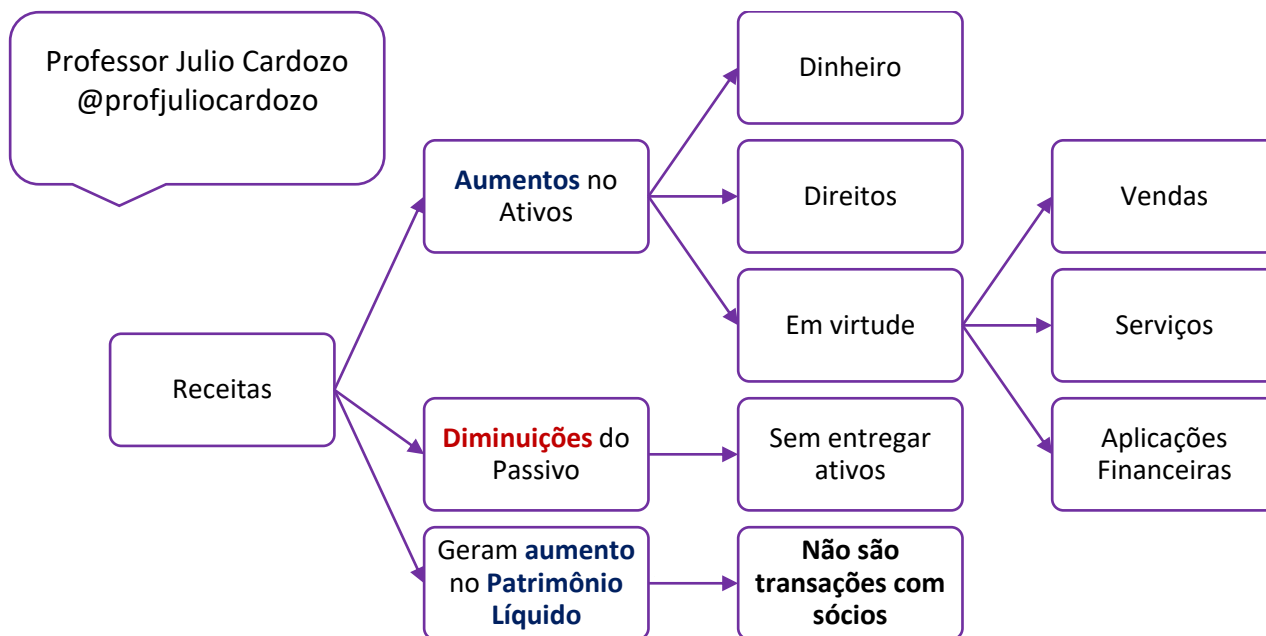 Professor Julio Cardozo
@profjuliocardozo
Receitas
Aumentos no
Ativos
Dinheiro
Direitos
Em virtude
Vendas
Serviços
Aplicações
Financeiras
Diminuições do
Passivo
Sem entregar
ativos
Geram aumento
no Patrimônio
Líquido
Não são
transações com
sócios